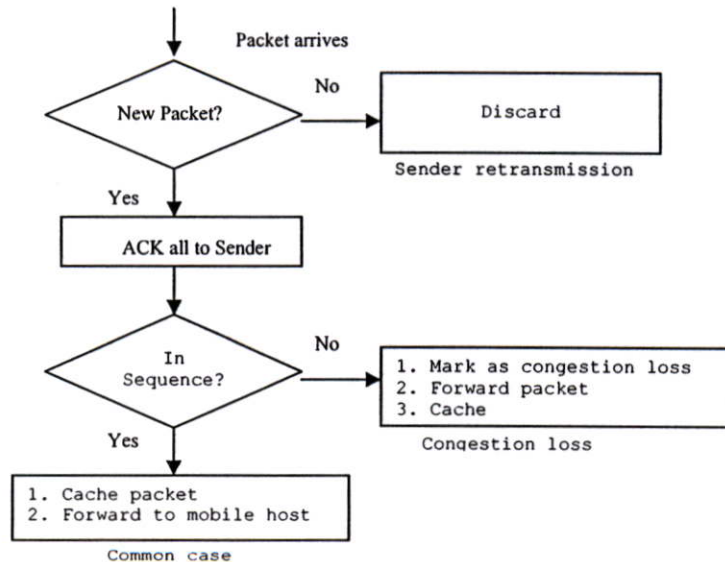 Packet arrives
New Packet?
No
Discard
Sender retransmission
Yes
ACK all to Sender
In
Sequence?
No
1. Mark as congestion loss
2. Forward packet
3. Cache
Congestion loss
Yes
1. Cache packet
2. Forward to mobile host
Common case